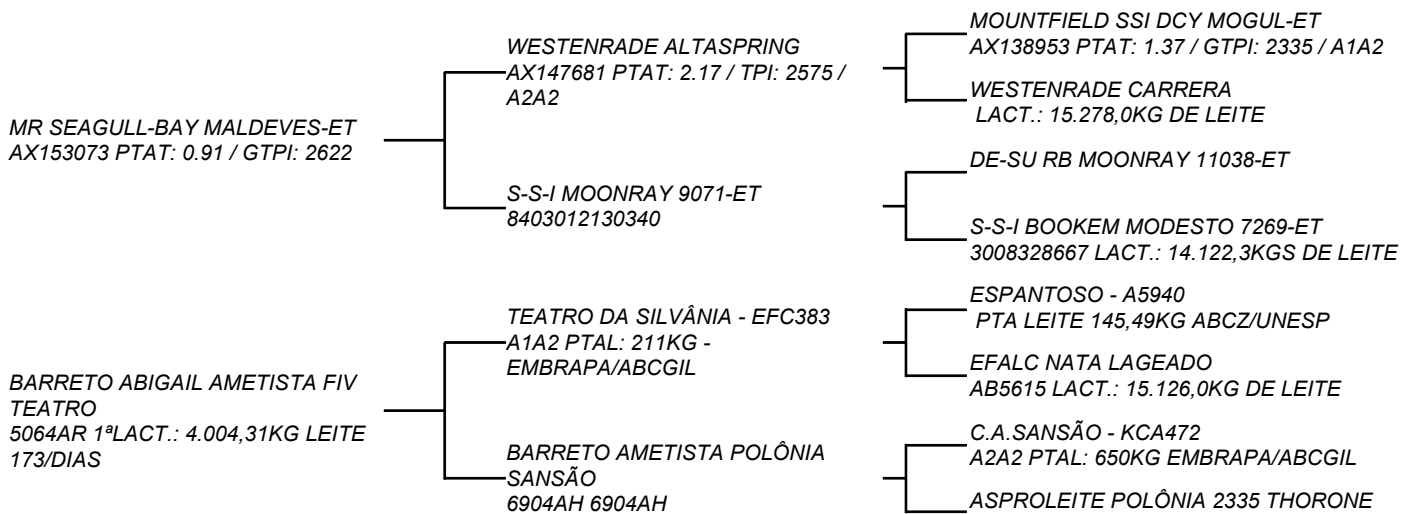 MR SEAGULL-BAY MALDEVES-ET
AX153073 PTAT: 0.91 / GTPI: 2622
WESTENRADE ALTASPRING
AX147681 PTAT: 2.17 / TPI: 2575 /
A2A2
MOUNTFIELD SSI DCY MOGUL-ET
AX138953 PTAT: 1.37 / GTPI: 2335 / A1A2
WESTENRADE CARRERA
LACT.: 15.278,0KG DE LEITE
S-S-I MOONRAY 9071-ET
8403012130340
DE-SU RB MOONRAY 11038-ET
S-S-I BOOKEM MODESTO 7269-ET
3008328667 LACT.: 14.122,3KGS DE LEITE
BARRETO ABIGAIL AMETISTA FIV
TEATRO
5064AR 1ªLACT.: 4.004,31KG LEITE
173/DIAS
TEATRO DA SILVÂNIA - EFC383
A1A2 PTAL: 211KG -
EMBRAPA/ABCGIL
ESPANTOSO - A5940
PTA LEITE 145,49KG ABCZ/UNESP
EFALC NATA LAGEADO
AB5615 LACT.: 15.126,0KG DE LEITE
BARRETO AMETISTA POLÔNIA
SANSÃO
6904AH 6904AH
C.A.SANSÃO - KCA472
A2A2 PTAL: 650KG EMBRAPA/ABCGIL
ASPROLEITE POLÔNIA 2335 THORONE